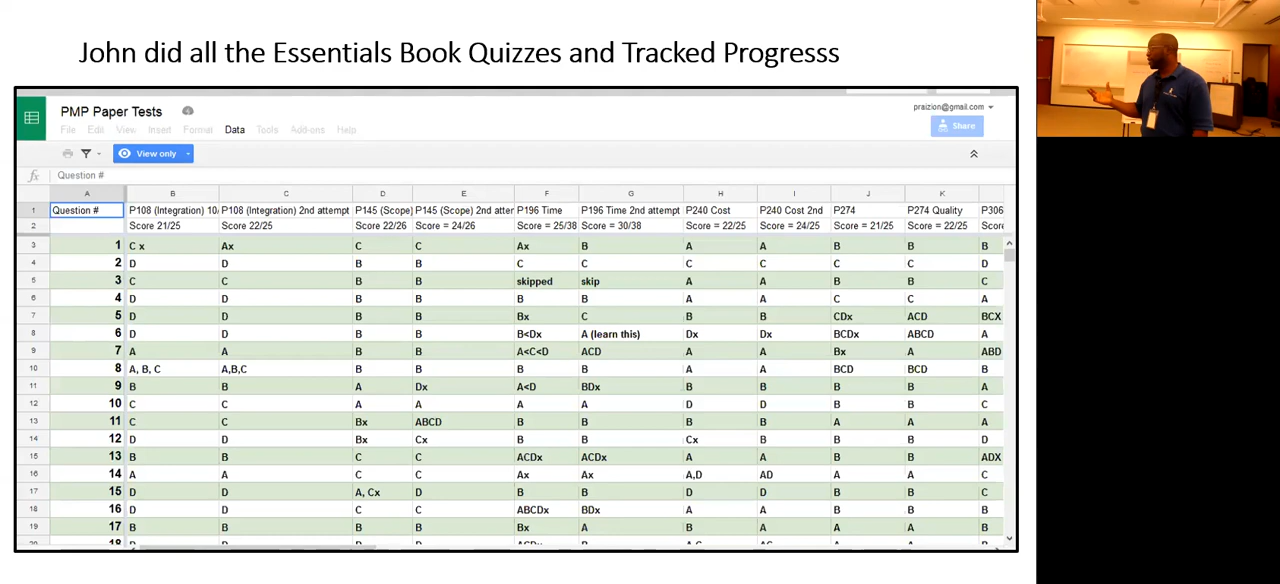 John did all the Essentials Book Quizzes and Tracked Progresss
PMP Paper Tests
praizion@gmail.com
File Edit View Insert Format Data Tools Add-ons Help
Share
View only
fx Question #
A B C D E F G H I J K
1 Question # P108 (Integration) 10/ P108 (Integration) 2nd attempt P145 (Scope) P145 (Scope) 2nd atter P196 Time P196 Time 2nd attempt P240 Cost P240 Cost 2nd P274 P274 Quality P306
2 Score 21/25 Score = 22/25 Score = 22/26 Score = 24/26 Score = 25/38 Score = 30/38 Score = 22/25 Score = 24/25 Score = 21/25 Score = 22/25 Score
3 1 C x Ax C C Ax B A A B B B
4 2 D D B B C C C C C C D
5 3 C C B B skipped skip A A B B C
6 4 D D B B B B A A C C A
7 5 D D B B Bx C B B CDx ACD BCX
8 6 D D B B B<Dx A (learn this) Dx Dx BCDx ABCD A
9 7 A A B B A<C<D ACD A A Bx A ABD
10 8 A, B, C A,B,C B B B B A A BCD BCD B
11 9 B B A Dx A<D BDx B B B B A
12 10 C C A A A A D D B B C
13 11 C C Bx ABCD B B B B A A A
14 12 D D Bx Cx B B Cx B B B D
15 13 B B C C ACDx ACDx A A B B ADX
16 14 A A C C Ax Ax A,D AD B B C
17 15 D D A, Cx D B B D D B B C
18 16 D D C C ABCDx BDx A A B B B
19 17 B B B B Bx A B A A A B
18 D D B B B B B